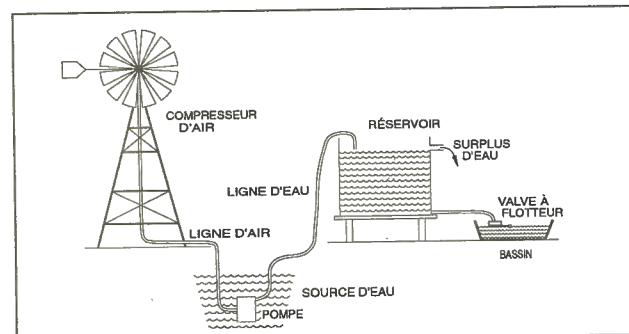 COMPRESSEUR
D'AIR
RÉSERVOIR
SURPLUS
D'EAU
LIGNE D'EAU
VALVE À
FLOTTEUR
LIGNE D'AIR
BASSIN
SOURCE D'EAU
POMPE